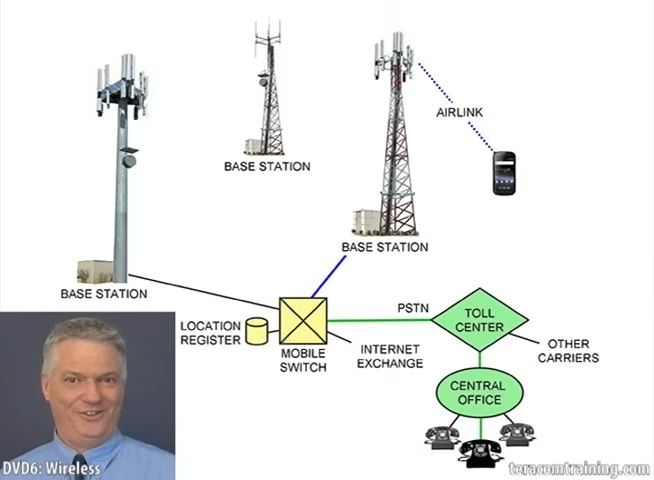 AIRLINK
BASE STATION
BASE STATION
BASE STATION
LOCATION
REGISTER
MOBILE
SWITCH
PSTN
INTERNET
EXCHANGE
TOLL
CENTER
OTHER
CARRIERS
CENTRAL
OFFICE
DVD6: Wireless
teracomtraining.com